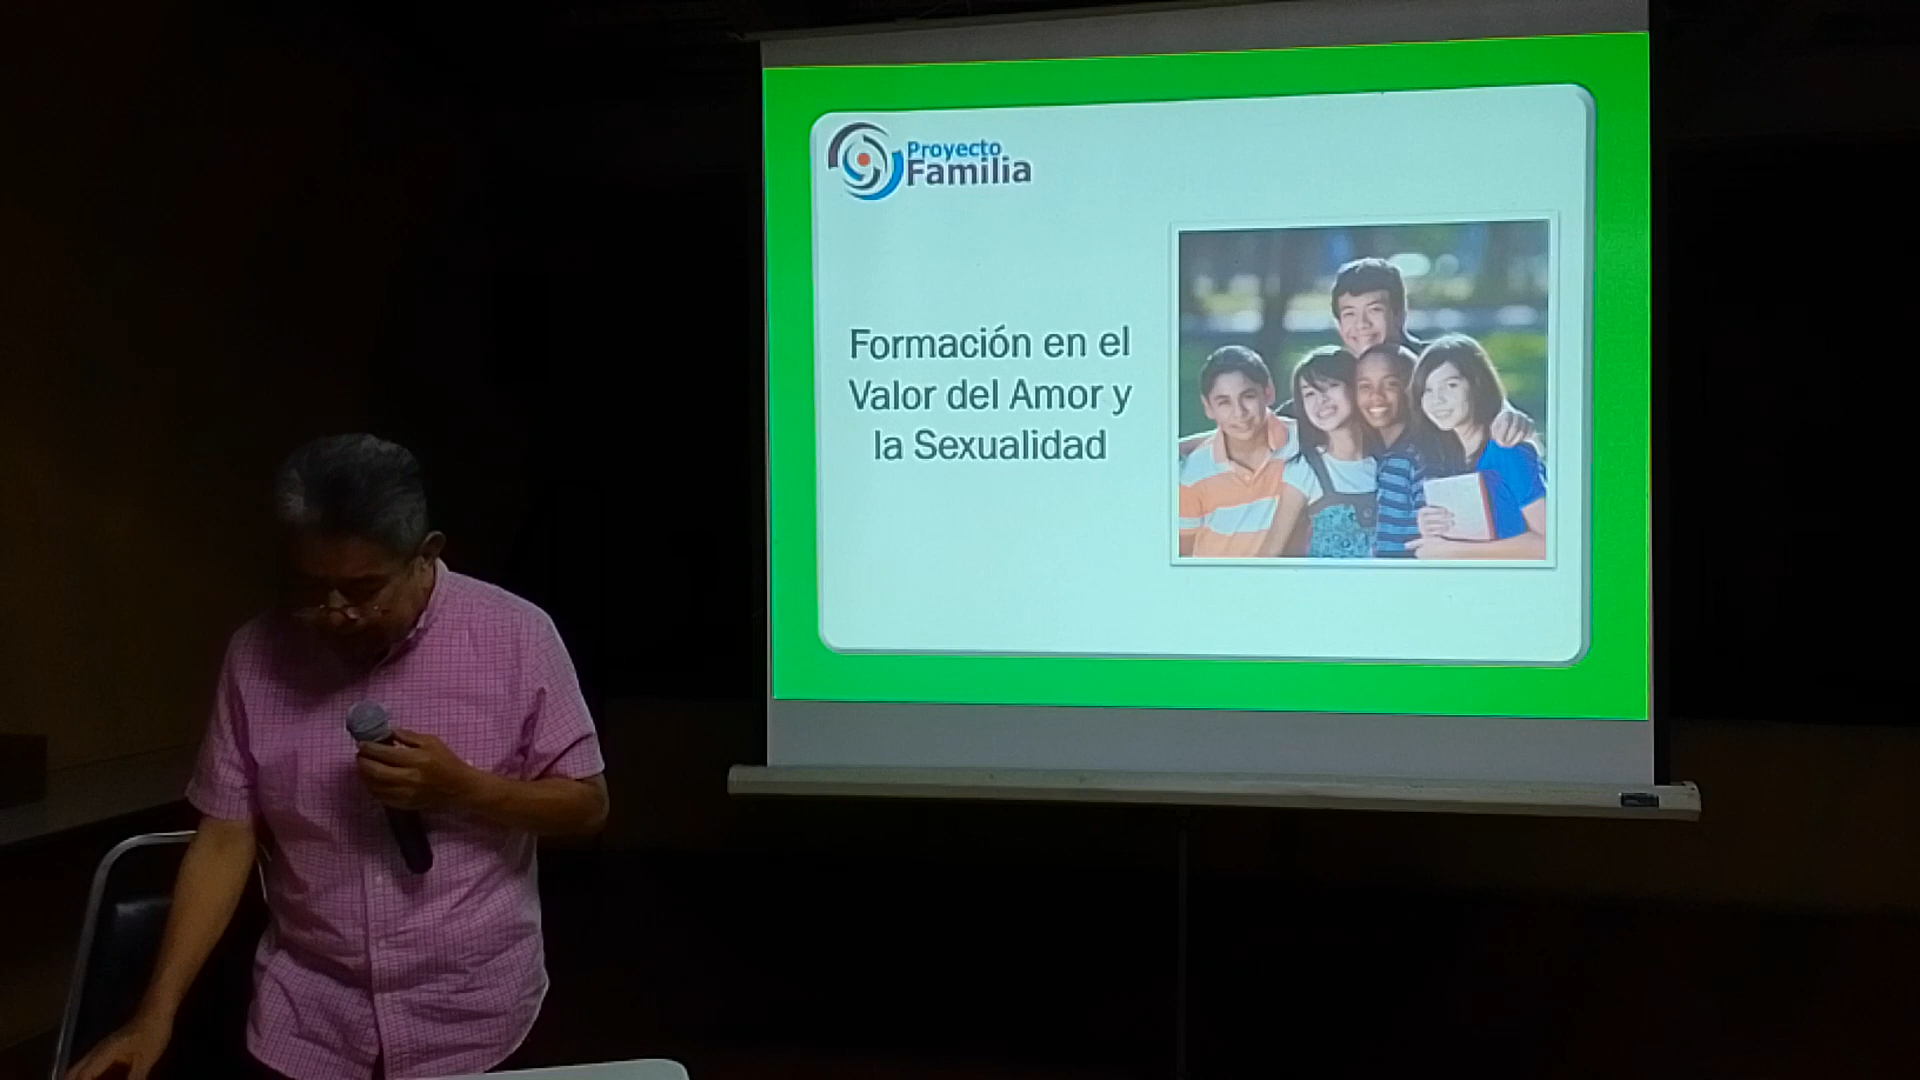 Proyecto
Familia
Formación en el
Valor del Amor y
la Sexualidad